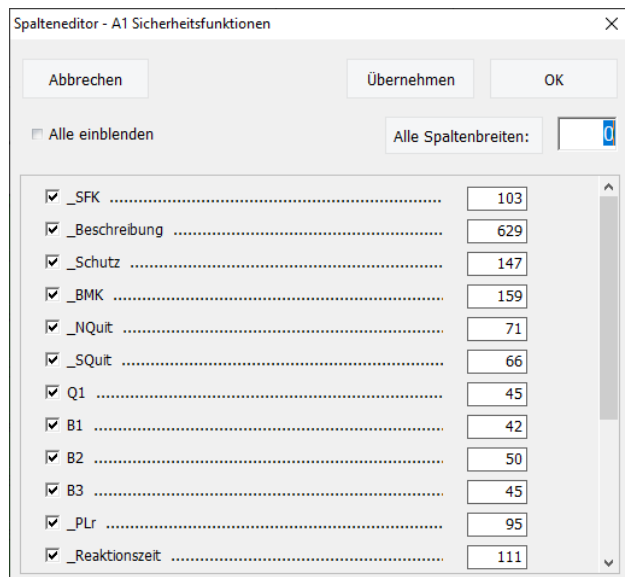 Spalteneditor - A1 Sicherheitsfunktionen
Abbrechen Übernehmen OK
Alle einblenden Alle Spaltenbreiten: 0
_SFK 103
_Beschreibung 629
_Schutz 147
_BMK 159
_NQuit 71
_SQuit 66
Q1 45
B1 42
B2 50
B3 45
_PLr 95
_Reaktionszeit 111